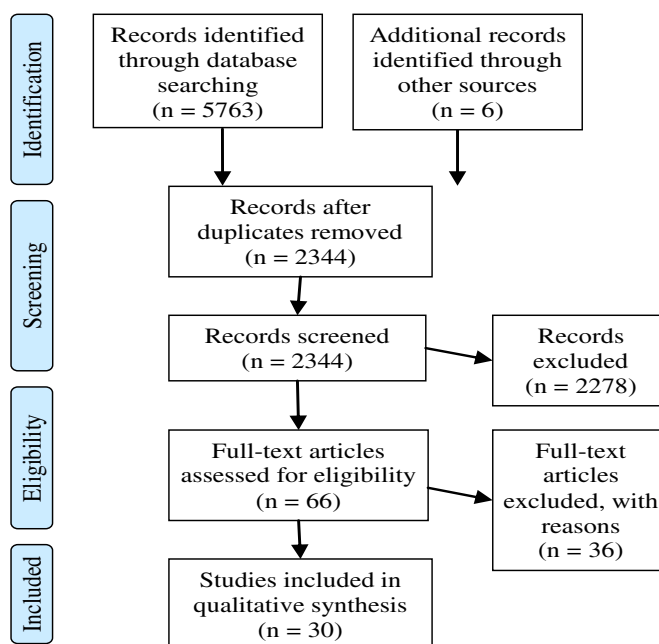 Identification
Records identified
through database
searching
(n = 5763)
Additional records
identified through
other sources
(n = 6)
Screening
Records after
duplicates removed
(n = 2344)
Records screened
(n = 2344)
Records
excluded
(n = 2278)
Eligibility
Full-text articles
assessed for eligibility
(n = 66)
Full-text
articles
excluded, with
reasons
(n = 36)
Included
Studies included in
qualitative synthesis
(n = 30)